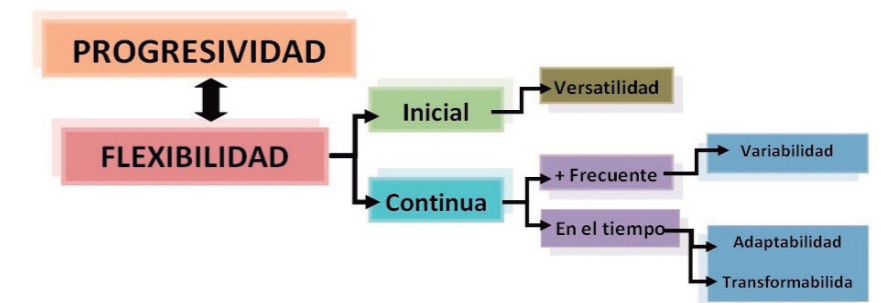 PROGRESIVIDAD
FLEXIBILIDAD
Inicial
Versatilidad
Continua
+ Frecuente
Variabilidad
En el tiempo
Adaptabilidad
Transformabilida